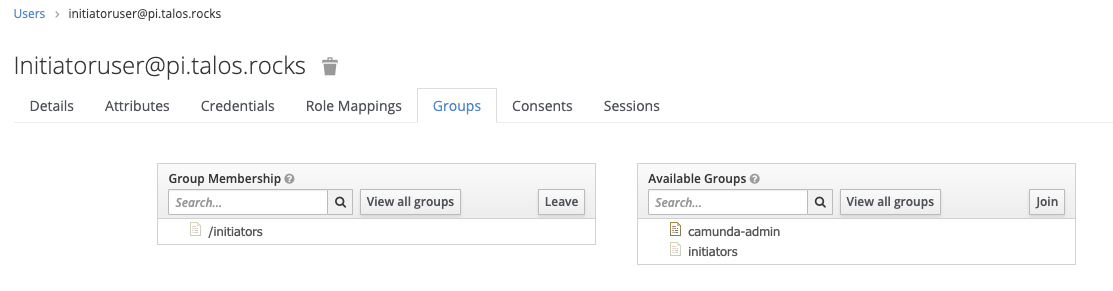 Users > initiatoruser@pi.talos.rocks
Initiatoruser@pi.talos.rocks
Details Attributes Credentials Role Mappings Groups Consents Sessions
Group Membership
Search... View all groups Leave
/initiators
Available Groups
Search... View all groups Join
camunda-admin
initiators